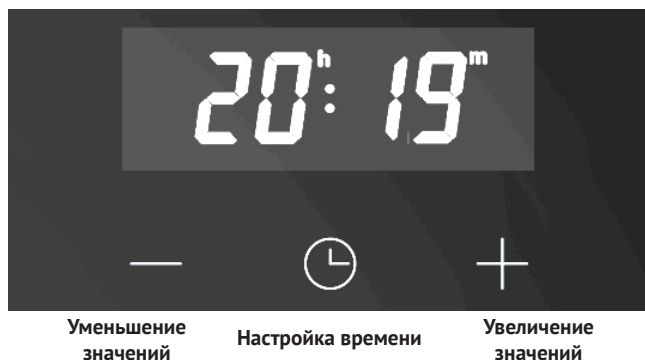 20h: 19m
Уменьшение значений
Настройка времени
Увеличение значений